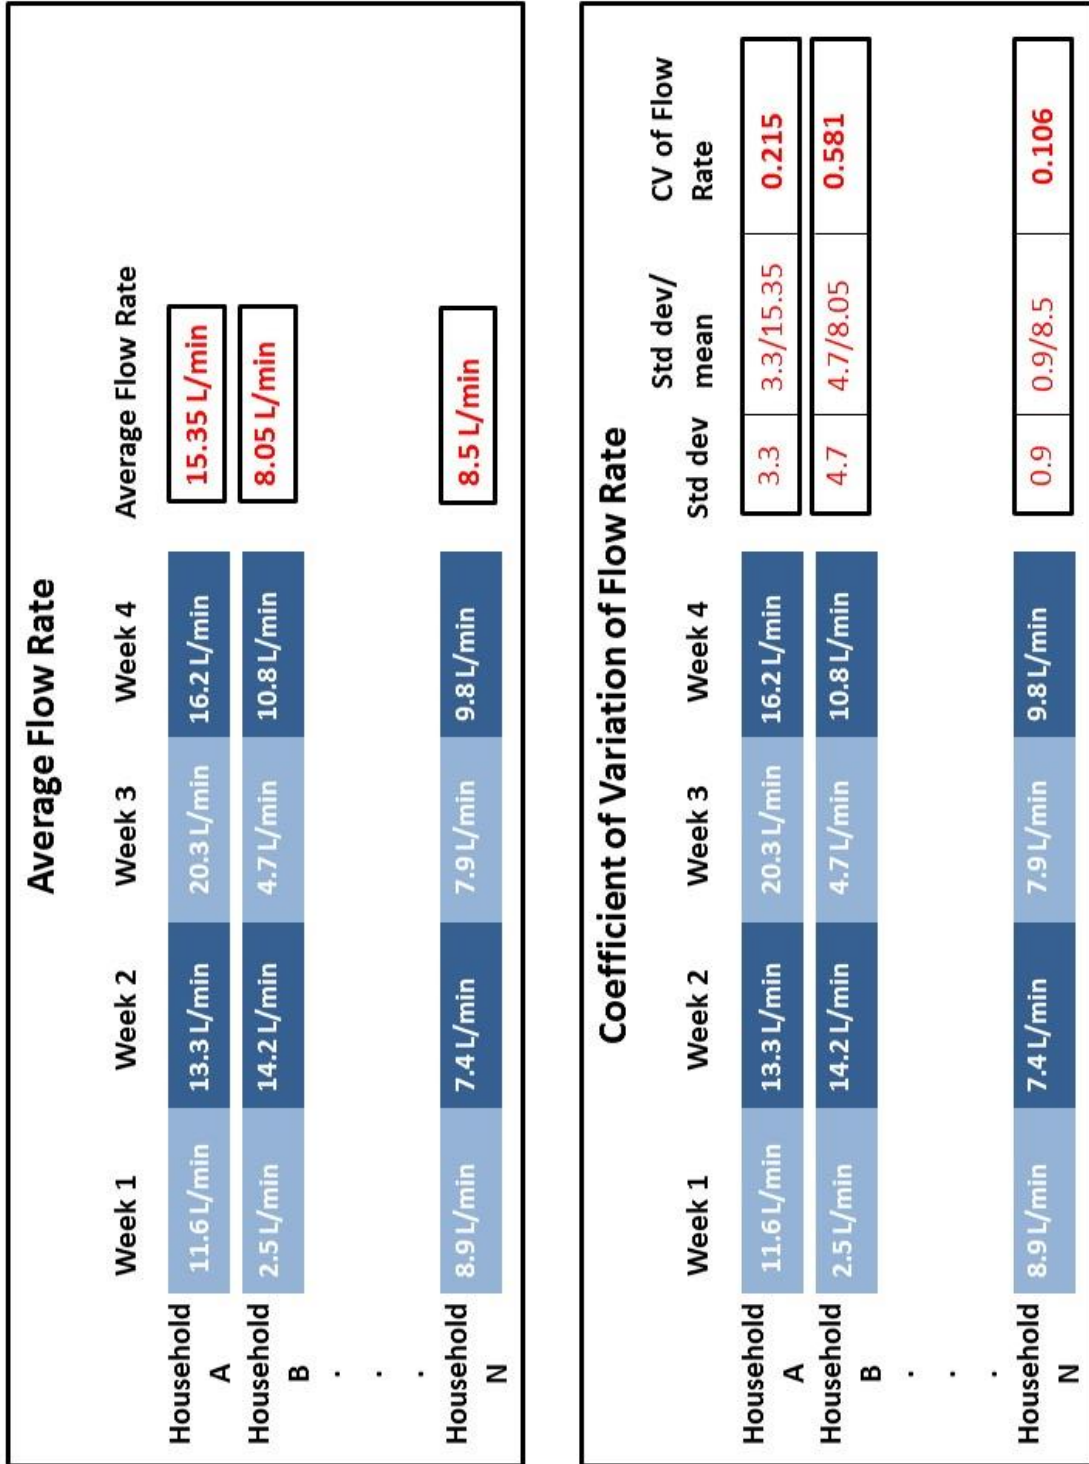 Average Flow Rate
Week 1 Week 2 Week 3 Week 4 Average Flow Rate
Household A 11.6 L/min 13.3 L/min 20.3 L/min 16.2 L/min 15.35 L/min
Household B 2.5 L/min 14.2 L/min 4.7 L/min 10.8 L/min 8.05 L/min
.
.
.
Household N 8.9 L/min 7.4 L/min 7.9 L/min 9.8 L/min 8.5 L/min
Coefficient of Variation of Flow Rate
Week 1 Week 2 Week 3 Week 4 Std dev Std dev/ mean CV of Flow Rate
Household A 11.6 L/min 13.3 L/min 20.3 L/min 16.2 L/min 3.3 3.3/15.35 0.215
Household B 2.5 L/min 14.2 L/min 4.7 L/min 10.8 L/min 4.7 4.7/8.05 0.581
.
.
.
Household N 8.9 L/min 7.4 L/min 7.9 L/min 9.8 L/min 0.9 0.9/8.5 0.106